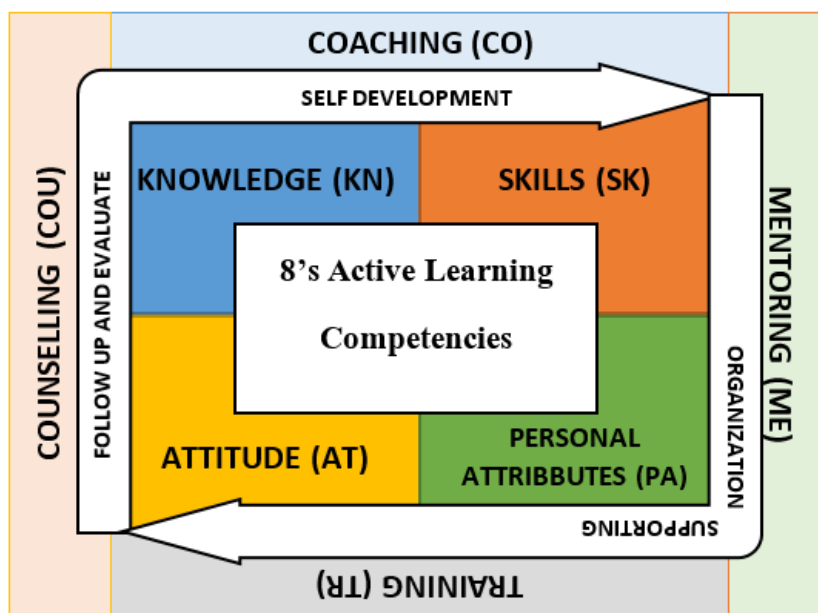 COACHING (CO)
SELF DEVELOPMENT
KNOWLEDGE (KN)
SKILLS (SK)
COUNSELLING (COU)
FOLLOW UP AND EVALUATE
8’s Active Learning
Competencies
MENTORING (ME)
ORGANIZATION
ATTITUDE (AT)
PERSONAL
ATTRIBBUTES (PA)
SUPPORTING
TRAINING (TR)